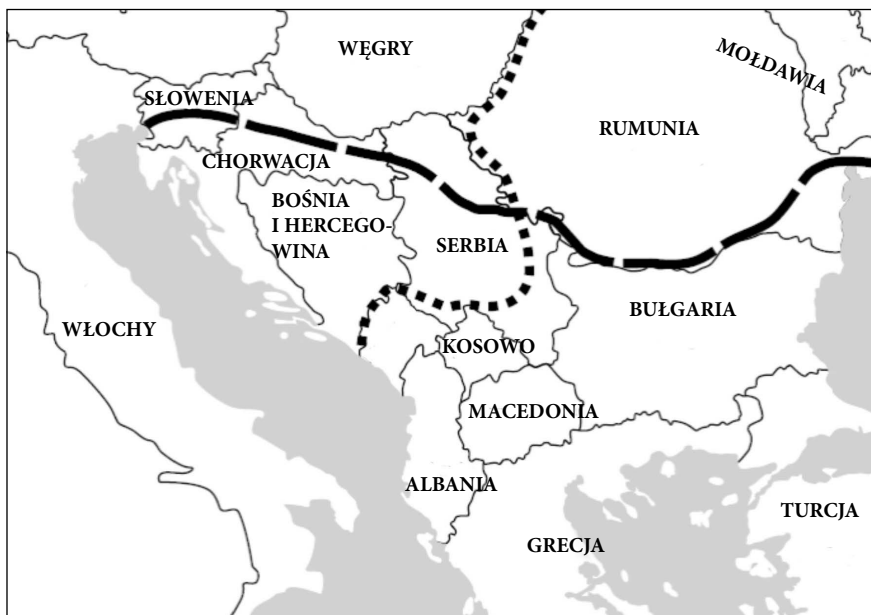 WĘGRY
MOŁDAWIA
SŁOWENIA
RUMUNIA
CHORWACJA
BOŚNIA
I HERCEGO-
WINA
SERBIA
BUŁGARIA
WŁOCHY
KOSOWO
MACEDONIA
ALBANIA
TURCJA
GRECJA